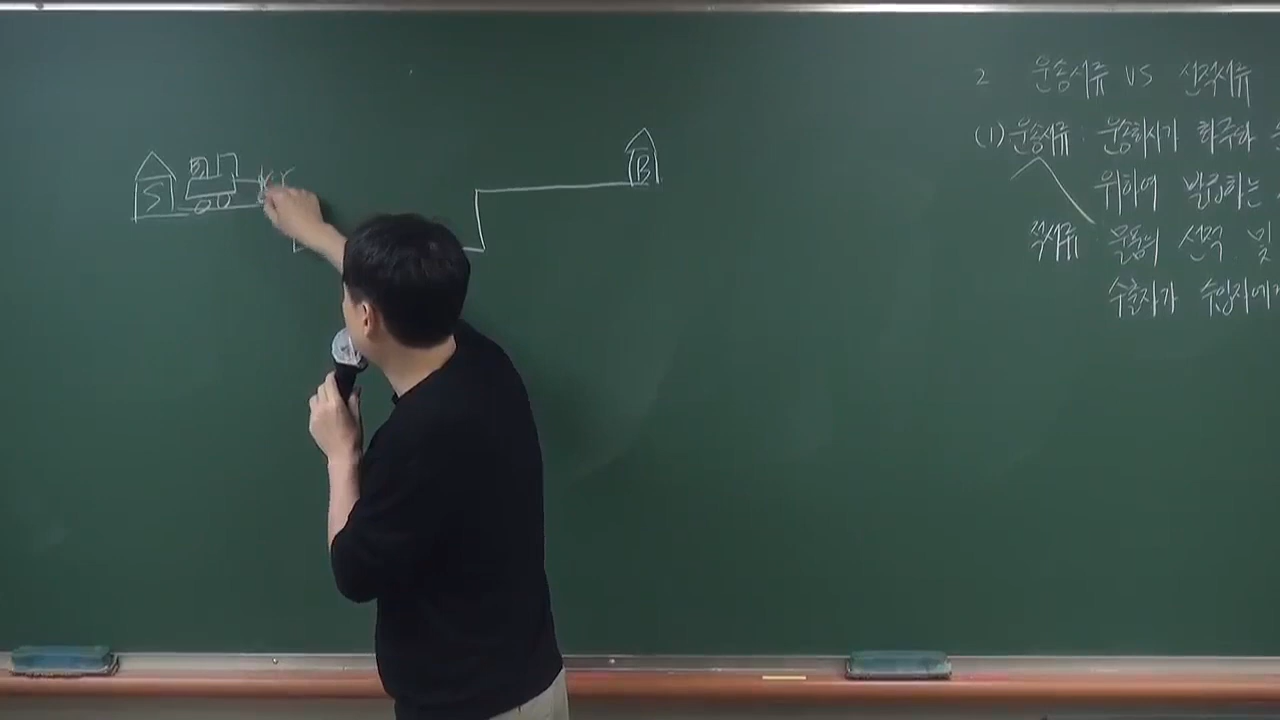 S
B
2 운송서류 VS 선적서류
(1) 운송서류 : 운송회사가 화주와
위하여 발급하는
적서류 : 물품의 선적 및
수출자가 수입자에게